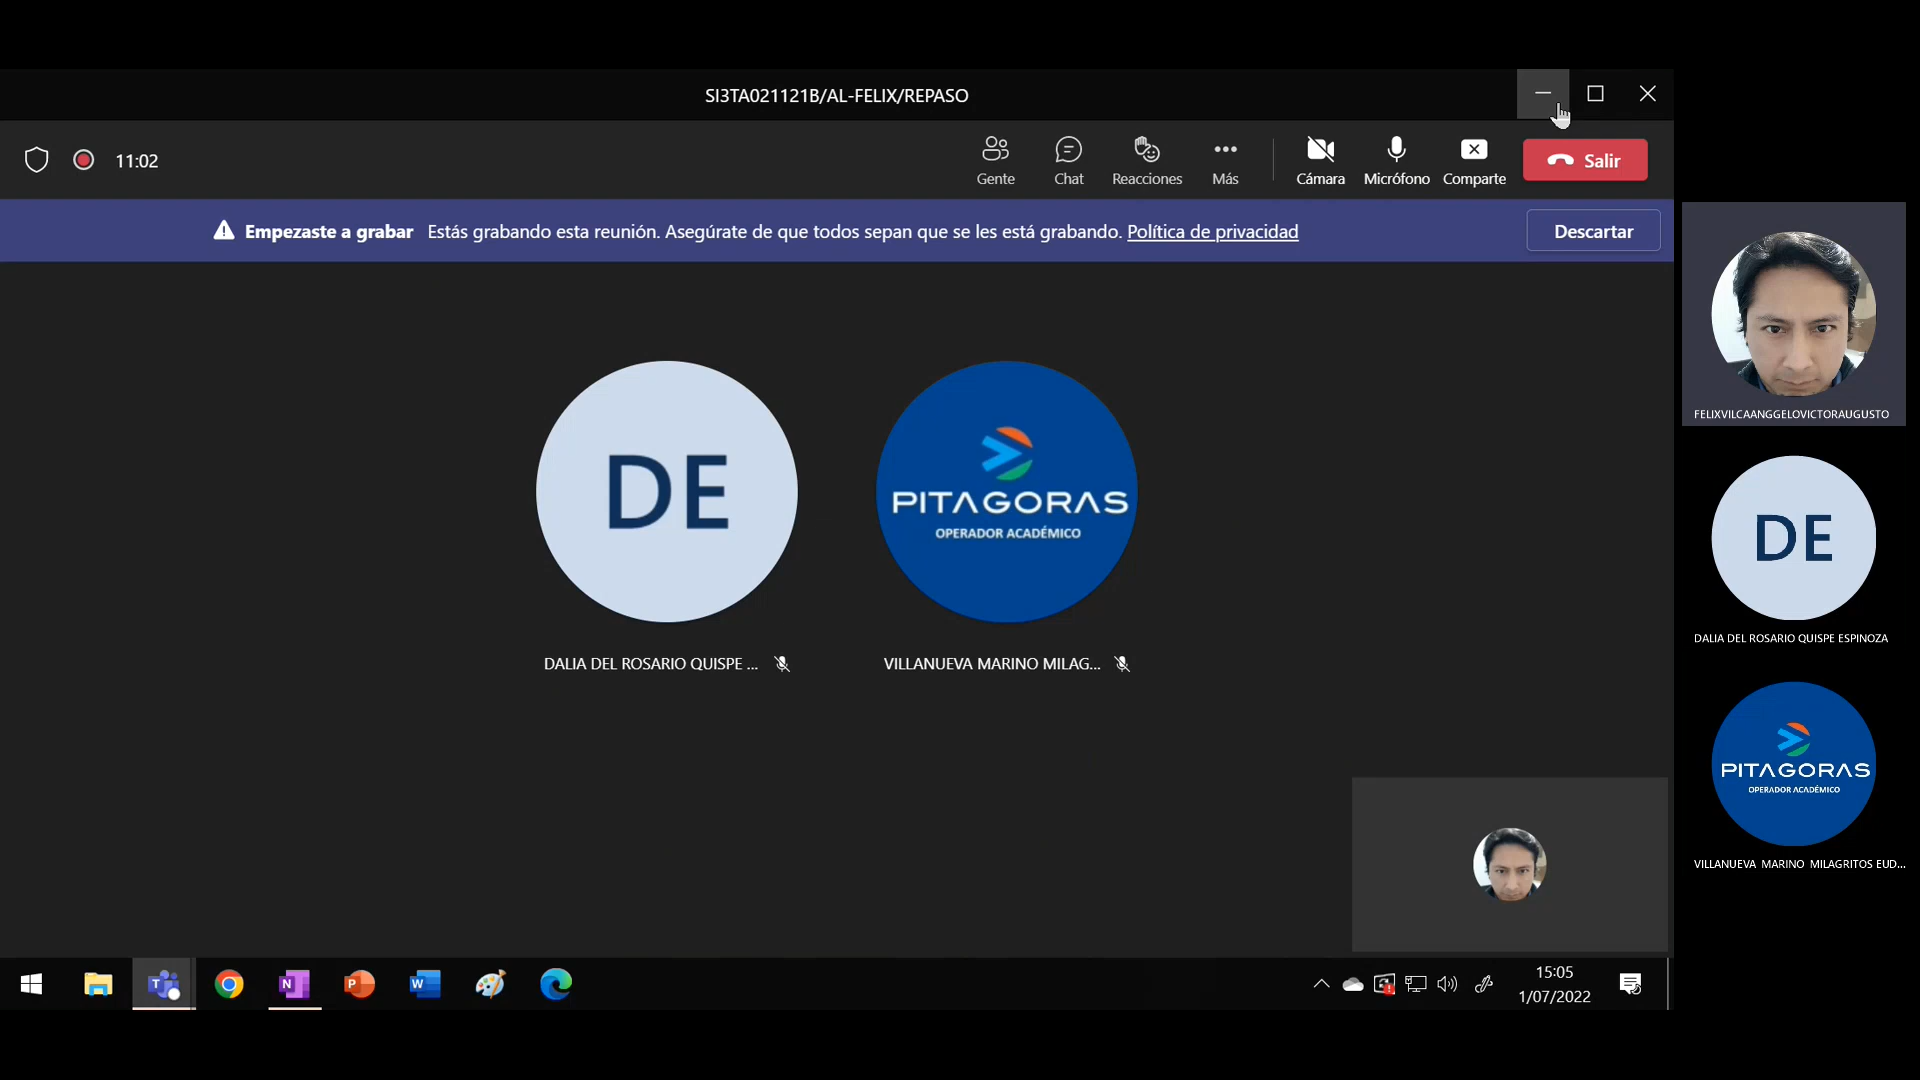 SI3TA021121B/AL-FELIX/REPASO
11:02
Gente
Chat
Reacciones
Más
Cámara
Micrófono
Comparte
Salir
Empezaste a grabar Estás grabando esta reunión. Asegúrate de que todos sepan que se les está grabando. Política de privacidad
Descartar
DE
PITAGORAS
OPERADOR ACADÉMICO
DALIA DEL ROSARIO QUISPE ...
VILLANUEVA MARINO MILAG...
FELIXVILCAANGGELOVICTORAUGUSTO
DE
DALIA DEL ROSARIO QUISPE ESPINOZA
PITAGORAS
OPERADOR ACADÉMICO
VILLANUEVA MARINO MILAGRITOS EUD...
T
N
P
W
15:05
1/07/2022